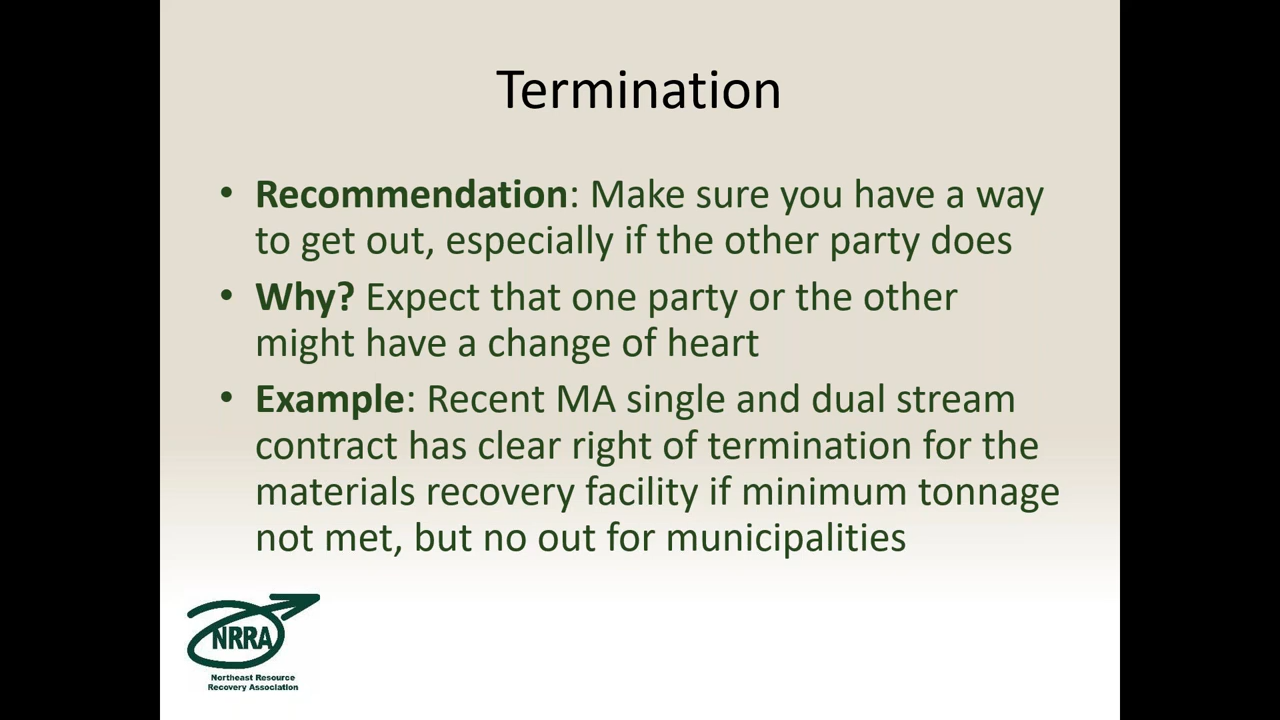 Termination
• Recommendation: Make sure you have a way
to get out, especially if the other party does
• Why? Expect that one party or the other
might have a change of heart
• Example: Recent MA single and dual stream
contract has clear right of termination for the
materials recovery facility if minimum tonnage
not met, but no out for municipalities
NRRA
Northeast Resource
Recovery Association